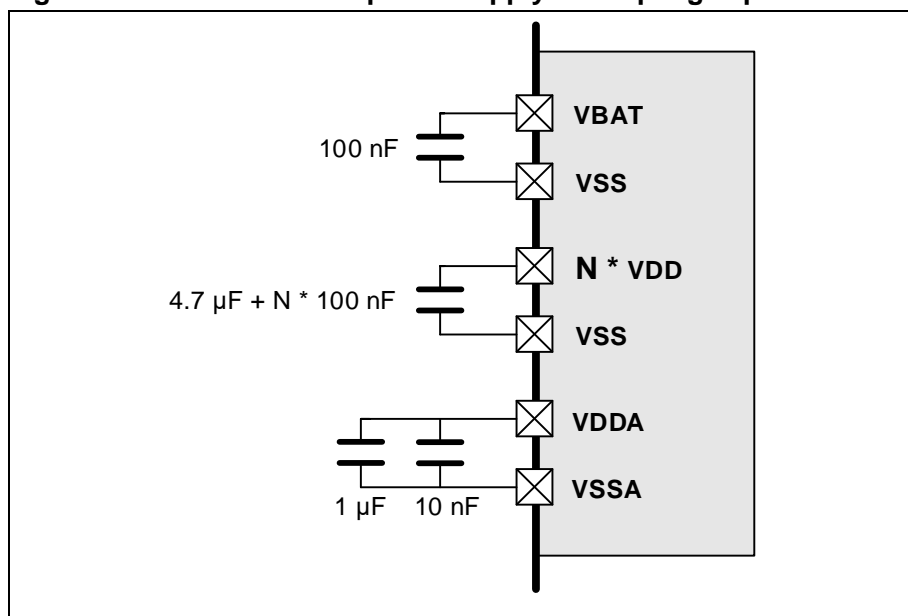 100 nF
VBAT
VSS
4.7 µF + N * 100 nF
N * VDD
VSS
VDDA
VSSA
1 µF 10 nF